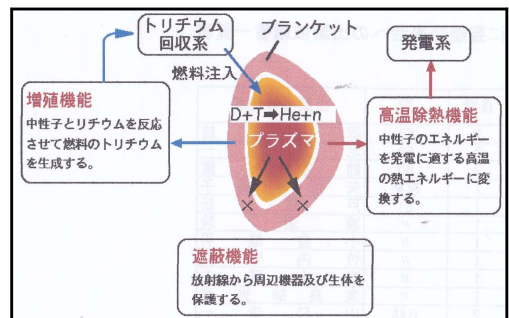 トリチウム
回収系
ブランケット
発電系
燃料注入
増殖機能
中性子とリチウムを反応
させて燃料のトリチウム
を生成する。
D+T➡He+n
プラズマ
高温除熱機能
中性子のエネルギー
を発電に適する高温
の熱エネルギーに変
換する。
×
×
遮蔽機能
放射線から周辺機器及び生体を
保護する。